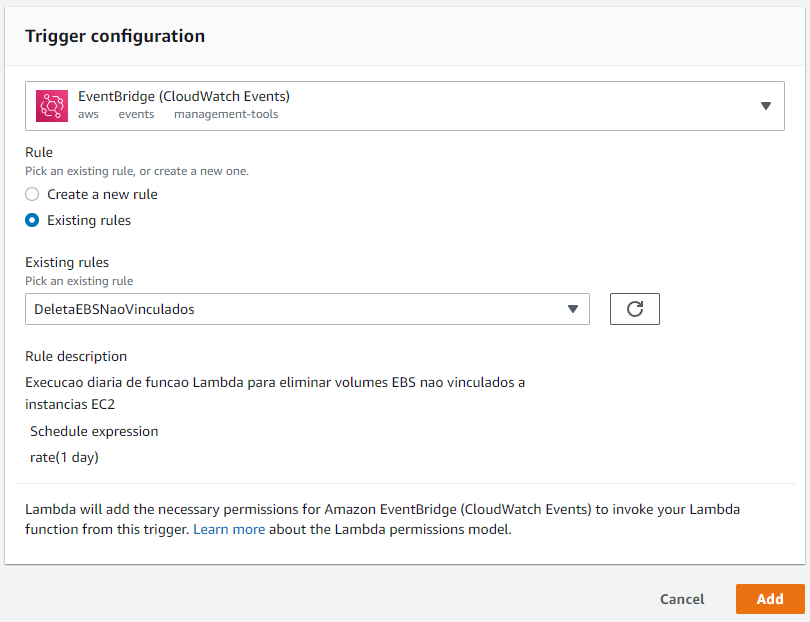 Trigger configuration
EventBridge (CloudWatch Events)
aws events management-tools
Rule
Pick an existing rule, or create a new one.
Create a new rule
Existing rules
Existing rules
Pick an existing rule
DeletaEBSNaoVinculados
Rule description
Execucao diaria de funcao Lambda para eliminar volumes EBS nao vinculados a
instancias EC2
Schedule expression
rate(1 day)
Lambda will add the necessary permissions for Amazon EventBridge (CloudWatch Events) to invoke your Lambda
function from this trigger. Learn more about the Lambda permissions model.
Cancel Add